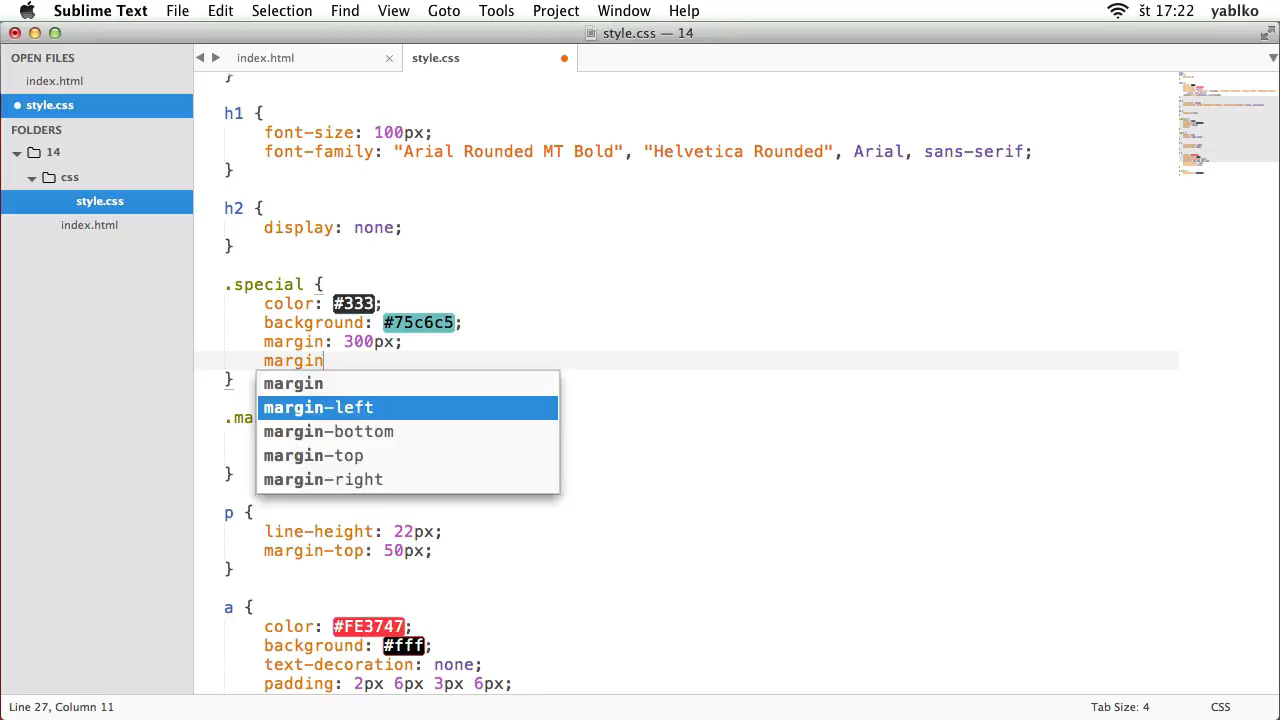 Sublime Text File Edit Selection Find View Goto Tools Project Window Help št 17:22 yablko
style.css — 14
OPEN FILES
index.html
style.css
FOLDERS
14
css
style.css
index.html
index.html × style.css
}
h1 {
font-size: 100px;
font-family: "Arial Rounded MT Bold", "Helvetica Rounded", Arial, sans-serif;
}
h2 {
display: none;
}
.special {
color: #333;
background: #75c6c5;
margin: 300px;
margin
}
margin
margin-left
margin-bottom
margin-top
margin-right
.ma
}
p {
line-height: 22px;
margin-top: 50px;
}
a {
color: #FE3747;
background: #fff;
text-decoration: none;
padding: 2px 6px 3px 6px;
Line 27, Column 11 Tab Size: 4 CSS